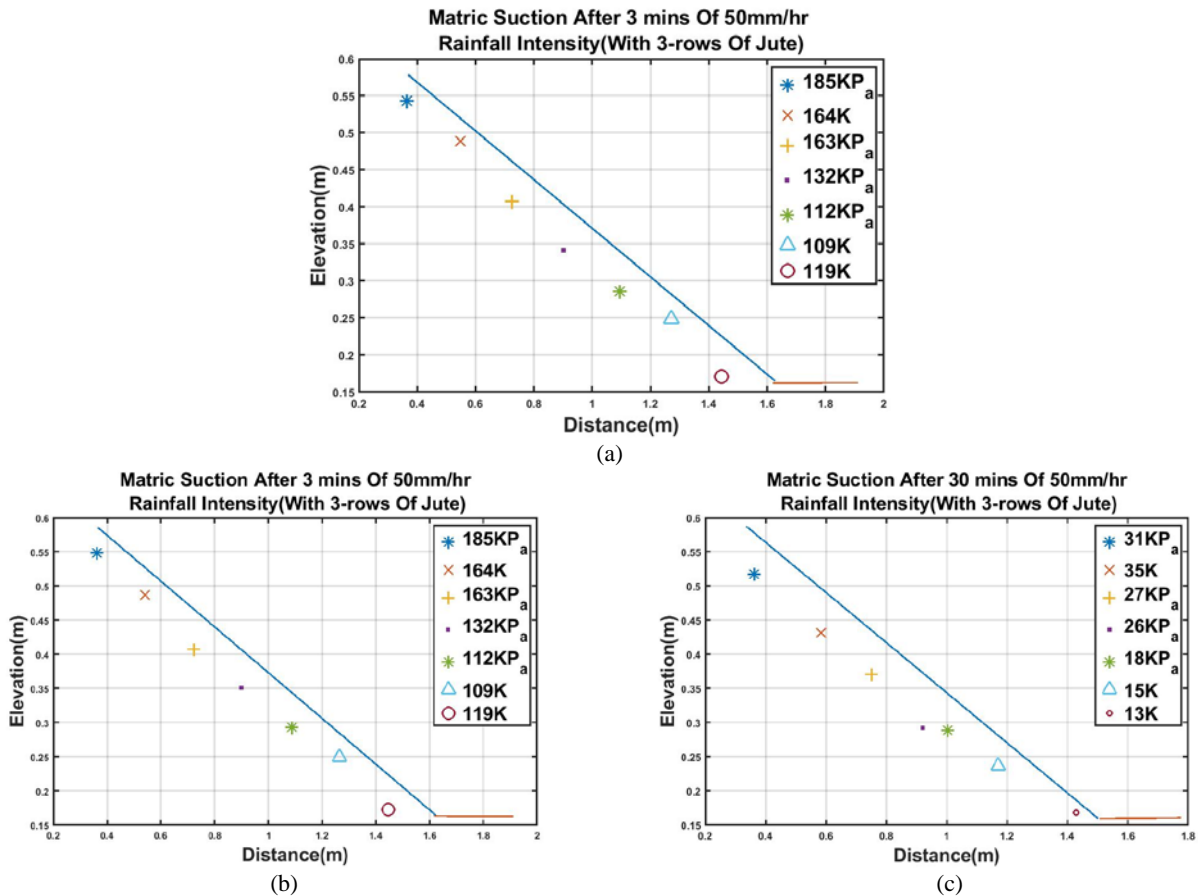 Matric Suction After 3 mins Of 50mm/hr
Rainfall Intensity(With 3-rows Of Jute)
0.6
0.55
0.5
0.45
0.4
0.35
0.3
0.25
0.2
0.15
Elevation(m)
185KPa
164K
163KPa
132KPa
112KPa
109K
119K
0.2 0.4 0.6 0.8 1 1.2 1.4 1.6 1.8 2
Distance(m)
(a)
Matric Suction After 3 mins Of 50mm/hr
Rainfall Intensity(With 3-rows Of Jute)
0.6
0.55
0.5
0.45
0.4
0.35
0.3
0.25
0.2
0.15
Elevation(m)
185KPa
164K
163KPa
132KPa
112KPa
109K
119K
0.2 0.4 0.6 0.8 1 1.2 1.4 1.6 1.8 2
Distance(m)
(b)
Matric Suction After 30 mins Of 50mm/hr
Rainfall Intensity(With 3-rows Of Jute)
0.6
0.55
0.5
0.45
0.4
0.35
0.3
0.25
0.2
0.15
Elevation(m)
31KPa
35K
27KPa
26KPa
18KPa
15K
13K
0.2 0.4 0.6 0.8 1 1.2 1.4 1.6 1.8
Distance(m)
(c)